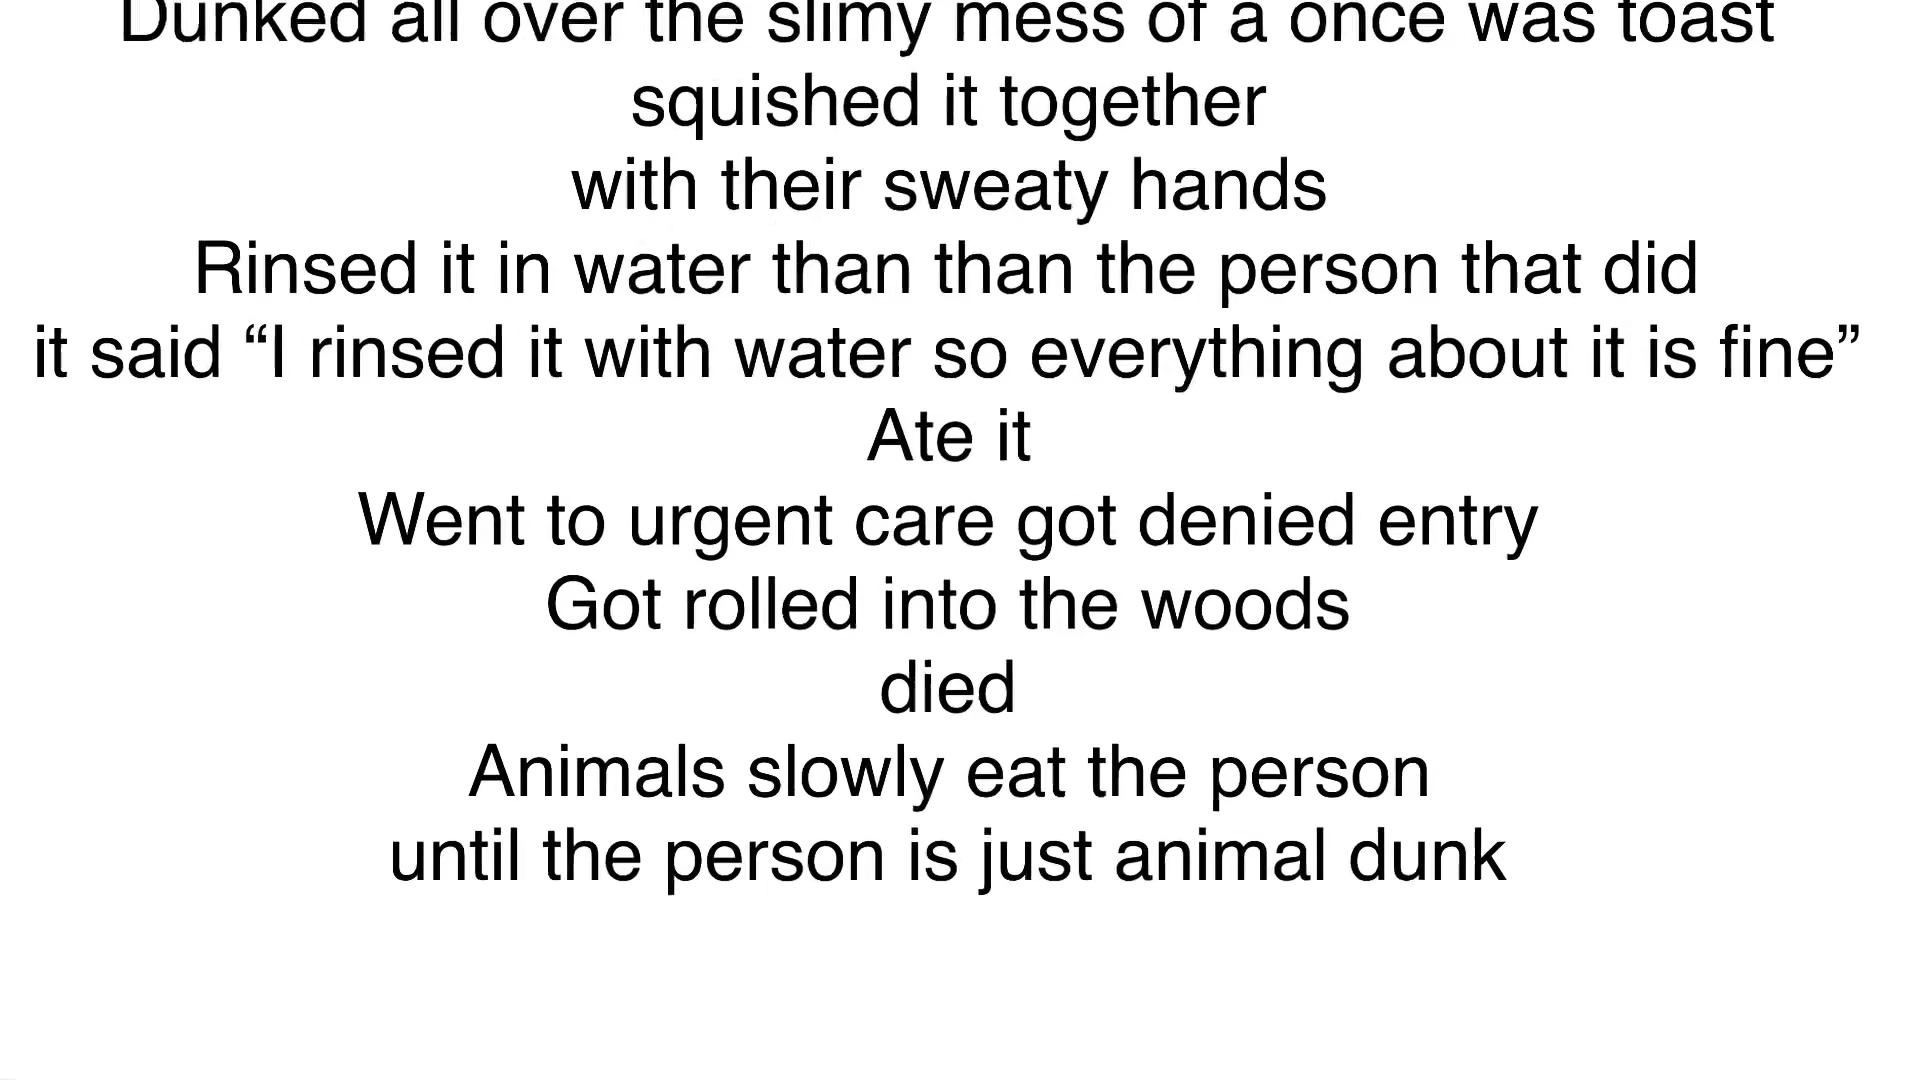 Dunked all over the slimy mess of a once was toast
squished it together
with their sweaty hands
Rinsed it in water than than the person that did
it said “I rinsed it with water so everything about it is fine”
Ate it
Went to urgent care got denied entry
Got rolled into the woods
died
Animals slowly eat the person
until the person is just animal dunk